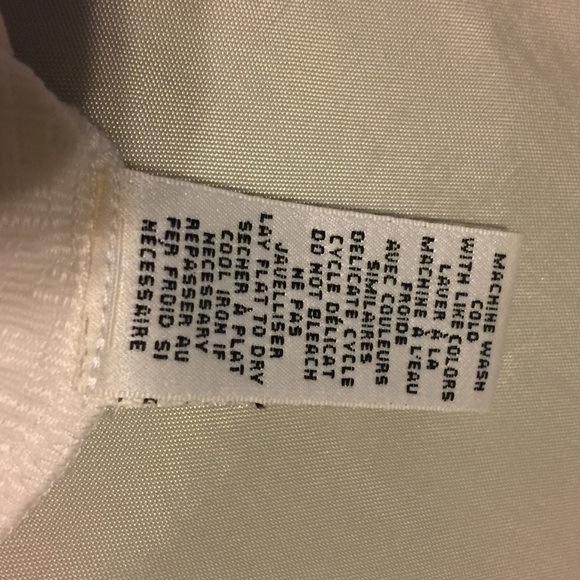 MACHINE WASH
COLD
WITH LIKE COLORS
LAVER À LA
MACHINE À L'EAU
FROIDE
AVEC COULEURS
SIMILAIRES
DELICATE CYCLE
CYCLE DÉLICAT
DO NOT BLEACH
NE PAS
JAVELLISER
LAY FLAT TO DRY
SECHER À PLAT
COOL IRON IF
NECESSARY
REPASSER AU
FER FROID SI
NÉCESSAIRE